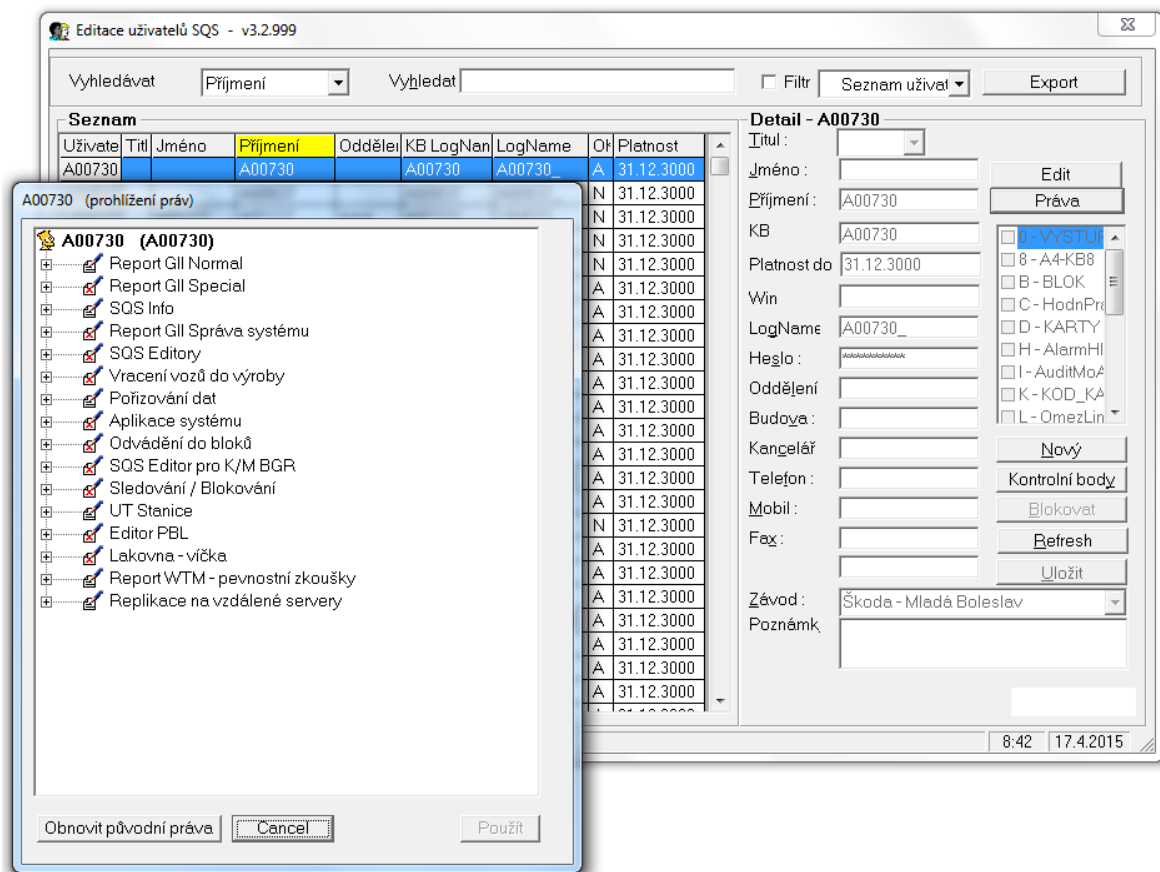 Editace uživatelů SQS - v3.2.999
Vyhledávat Příjmení Vyhledat Filtr Seznam uživat Export
Seznam
Uživate Titl Jméno Příjmení Oddělei KB LogNan LogName Platnost
A00730 A00730 A00730 A00730_ A 31.12.3000
N 31.12.3000
N 31.12.3000
N 31.12.3000
N 31.12.3000
A 31.12.3000
A 31.12.3000
A 31.12.3000
A 31.12.3000
A 31.12.3000
A 31.12.3000
A 31.12.3000
A 31.12.3000
A 31.12.3000
A 31.12.3000
N 31.12.3000
A 31.12.3000
A 31.12.3000
A 31.12.3000
A 31.12.3000
A 31.12.3000
A 31.12.3000
A 31.12.3000
A00730 (prohlížení práv)
A00730 (A00730)
Report GII Normal
Report GII Special
SQS Info
Report GII Správa systému
SQS Editory
Vracení vozů do výroby
Pořizování dat
Aplikace systému
Odvádění do bloků
SQS Editor pro K/M BGR
Sledování / Blokování
UT Stanice
Editor PBL
Lakovna - víčka
Report WTM - pevnostní zkoušky
Replikace na vzdálené servery
Obnovit původní práva Cancel Použít
Detail - A00730
Titul :
Jméno :
Příjmení : A00730
KB A00730
Platnost do 31.12.3000
Win
LogName A00730_
Heslo : ************
Oddělení
Budova :
Kancelář
Telefon :
Mobil :
Fax :
Závod : Škoda - Mladá Boleslav
Poznámk
Edit
Práva
0 - VYSTUF
8 - A4-KB8
B - BLOK
C - HodnPra
D - KARTY
H - AlarmHl
I - AuditMoA
K - KOD_KA
L - OmezLin
Nový
Kontrolní body
Blokovat
Refresh
Uložit
8:42 17.4.2015